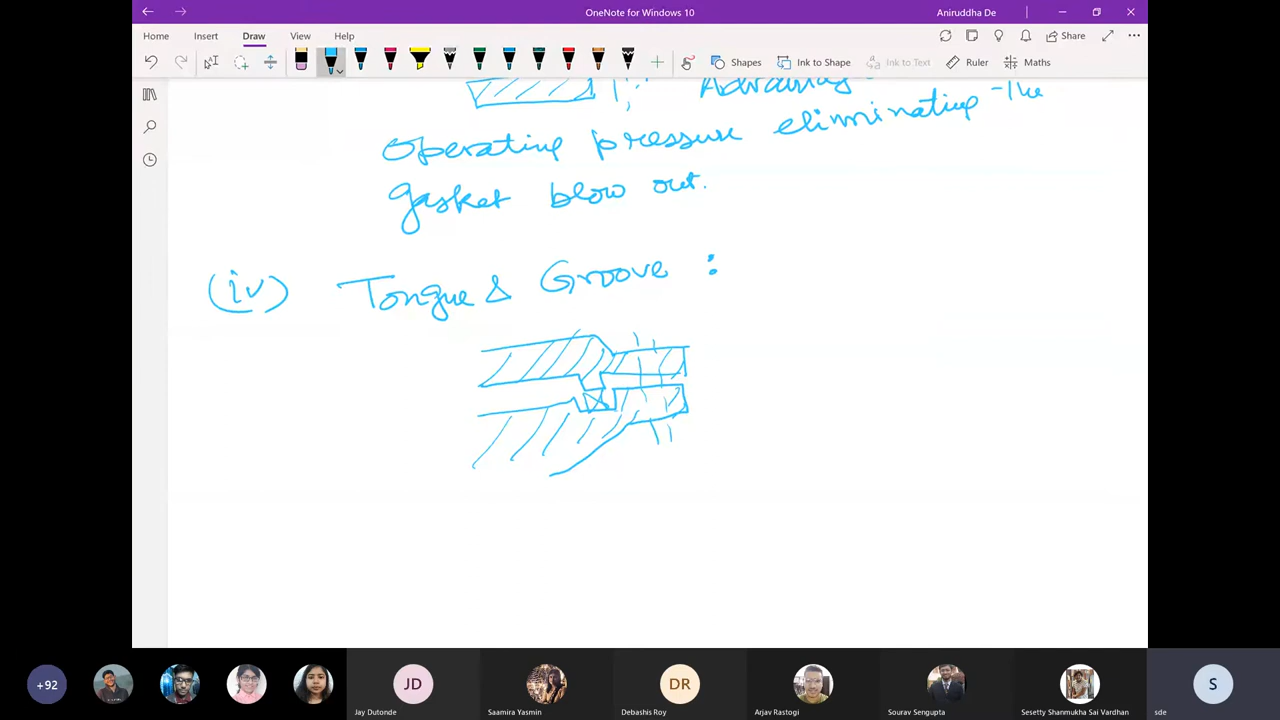 OneNote for Windows 10
Aniruddha De
Home Insert Draw View Help
Share
Shapes Ink to Shape Ink to Text Ruler Maths
operating pressure eliminating the
gasket blow out.
(iv) Tongue & Groove :
+92
JD
DR
S
Jay Dutonde Saamira Yasmin Debashis Roy Arjav Rastogi Sourav Sengupta Sesetty Shanmukha Sai Vardhan sde